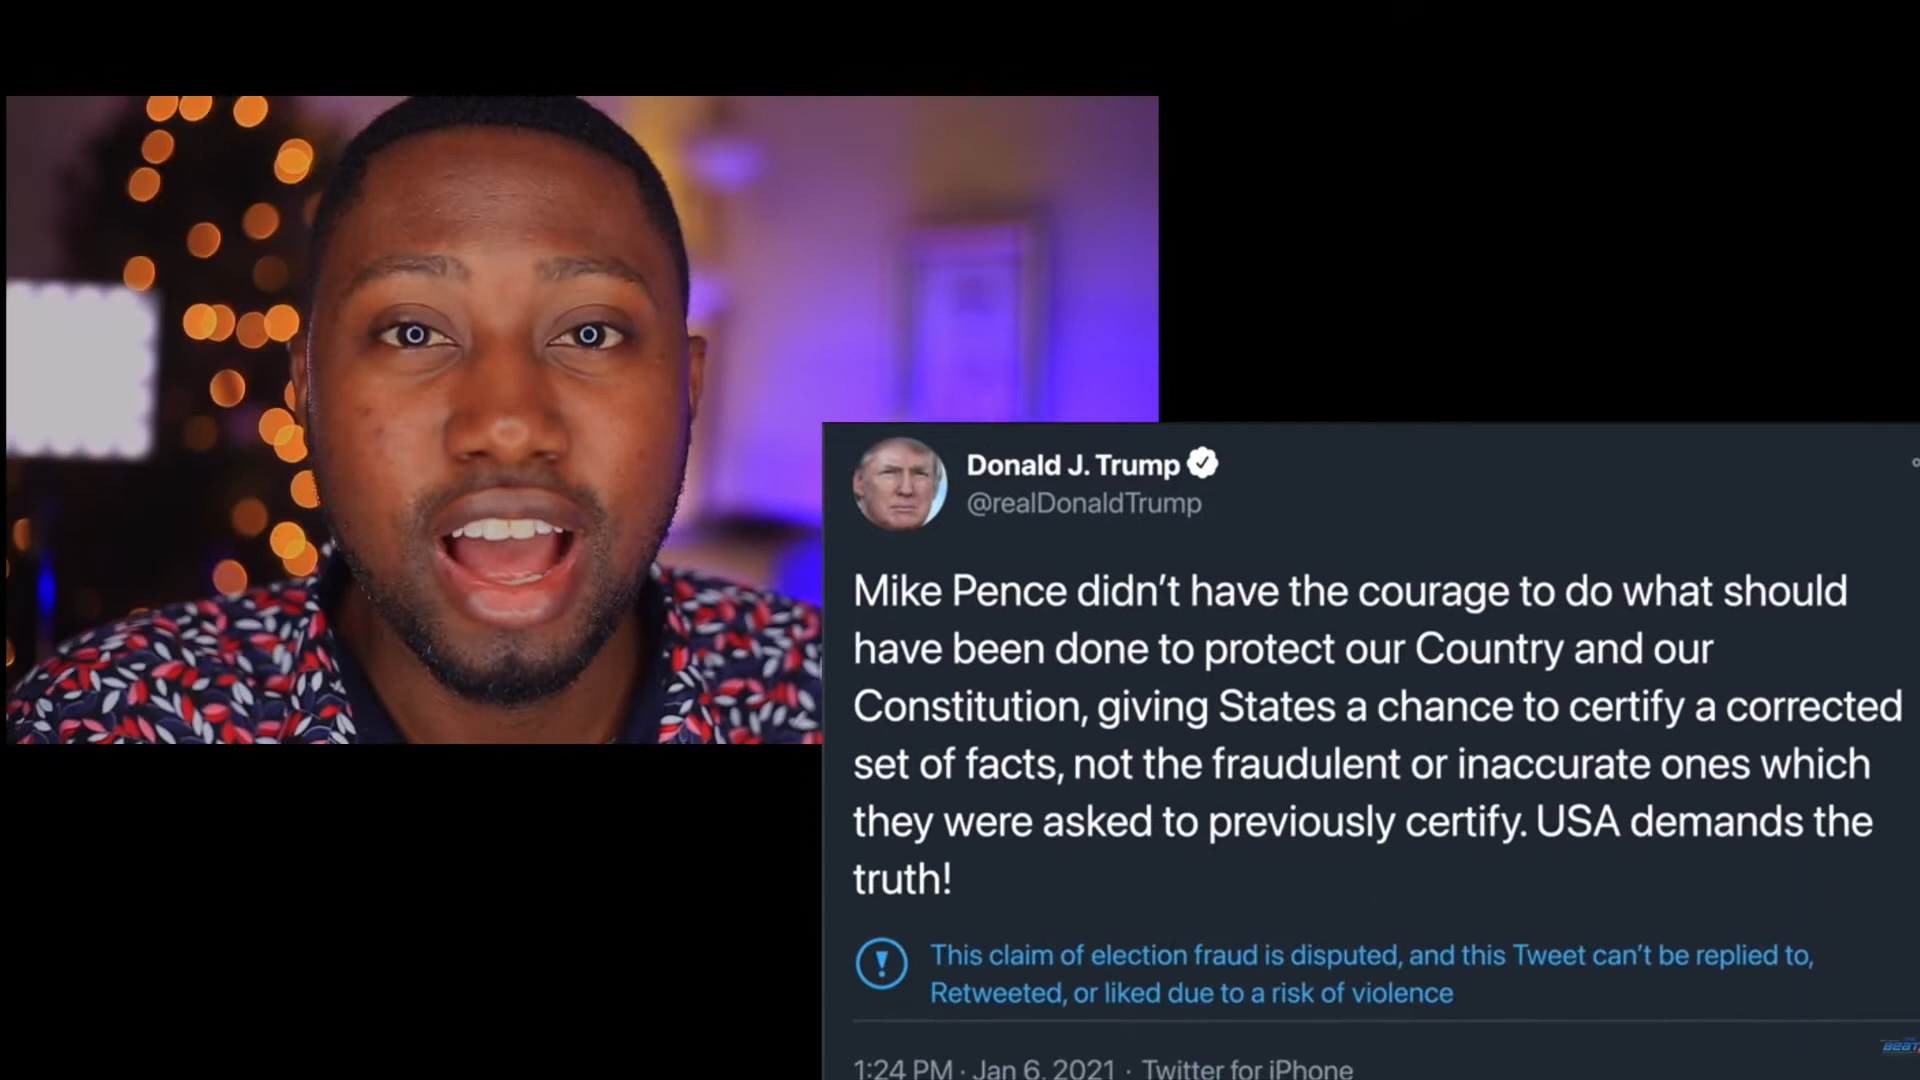 Donald J. Trump
@realDonaldTrump
Mike Pence didn’t have the courage to do what should
have been done to protect our Country and our
Constitution, giving States a chance to certify a corrected
set of facts, not the fraudulent or inaccurate ones which
they were asked to previously certify. USA demands the
truth!
This claim of election fraud is disputed, and this Tweet can’t be replied to,
Retweeted, or liked due to a risk of violence
1:24 PM · Jan 6, 2021 · Twitter for iPhone
BEAT